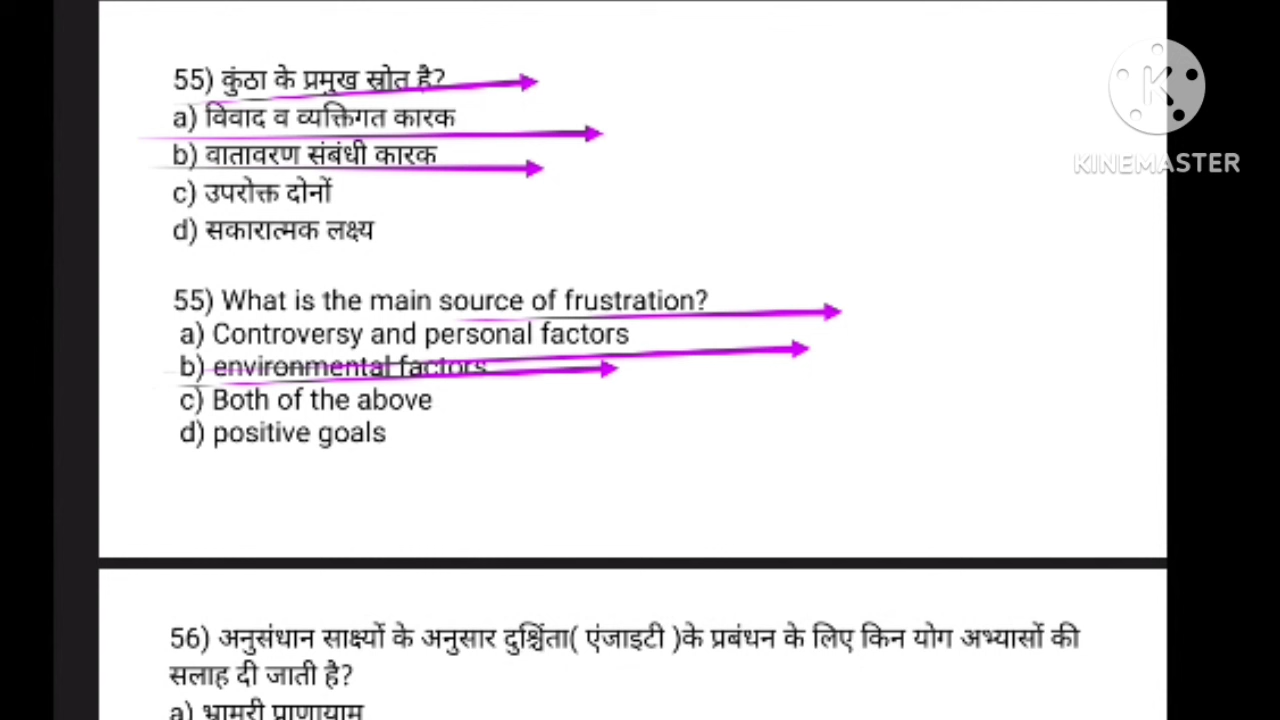 55) कुंठा के प्रमुख स्रोत है?
a) विवाद व व्यक्तिगत कारक
b) वातावरण संबंधी कारक
c) उपरोक्त दोनों
d) सकारात्मक लक्ष्य
55) What is the main source of frustration?
a) Controversy and personal factors
b) environmental factors
c) Both of the above
d) positive goals
56) अनुसंधान साक्ष्यों के अनुसार दुश्चिंता( एंजाइटी )के प्रबंधन के लिए किन योग अभ्यासों की
सलाह दी जाती है?
a) भ्रामरी प्राणायाम
KINEMASTER